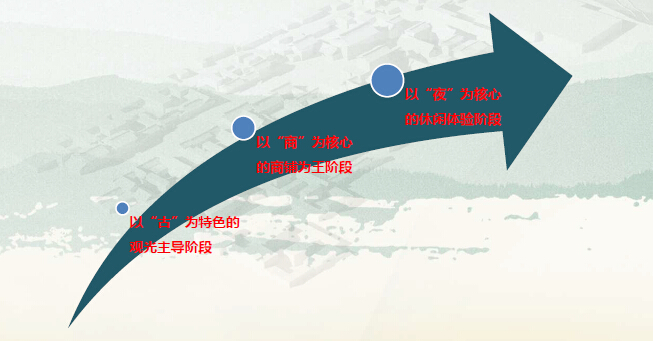 以“夜”为核心
的休闲体验阶段
以“商”为核心
的商铺为主阶段
以“古”为特色的
观光主导阶段